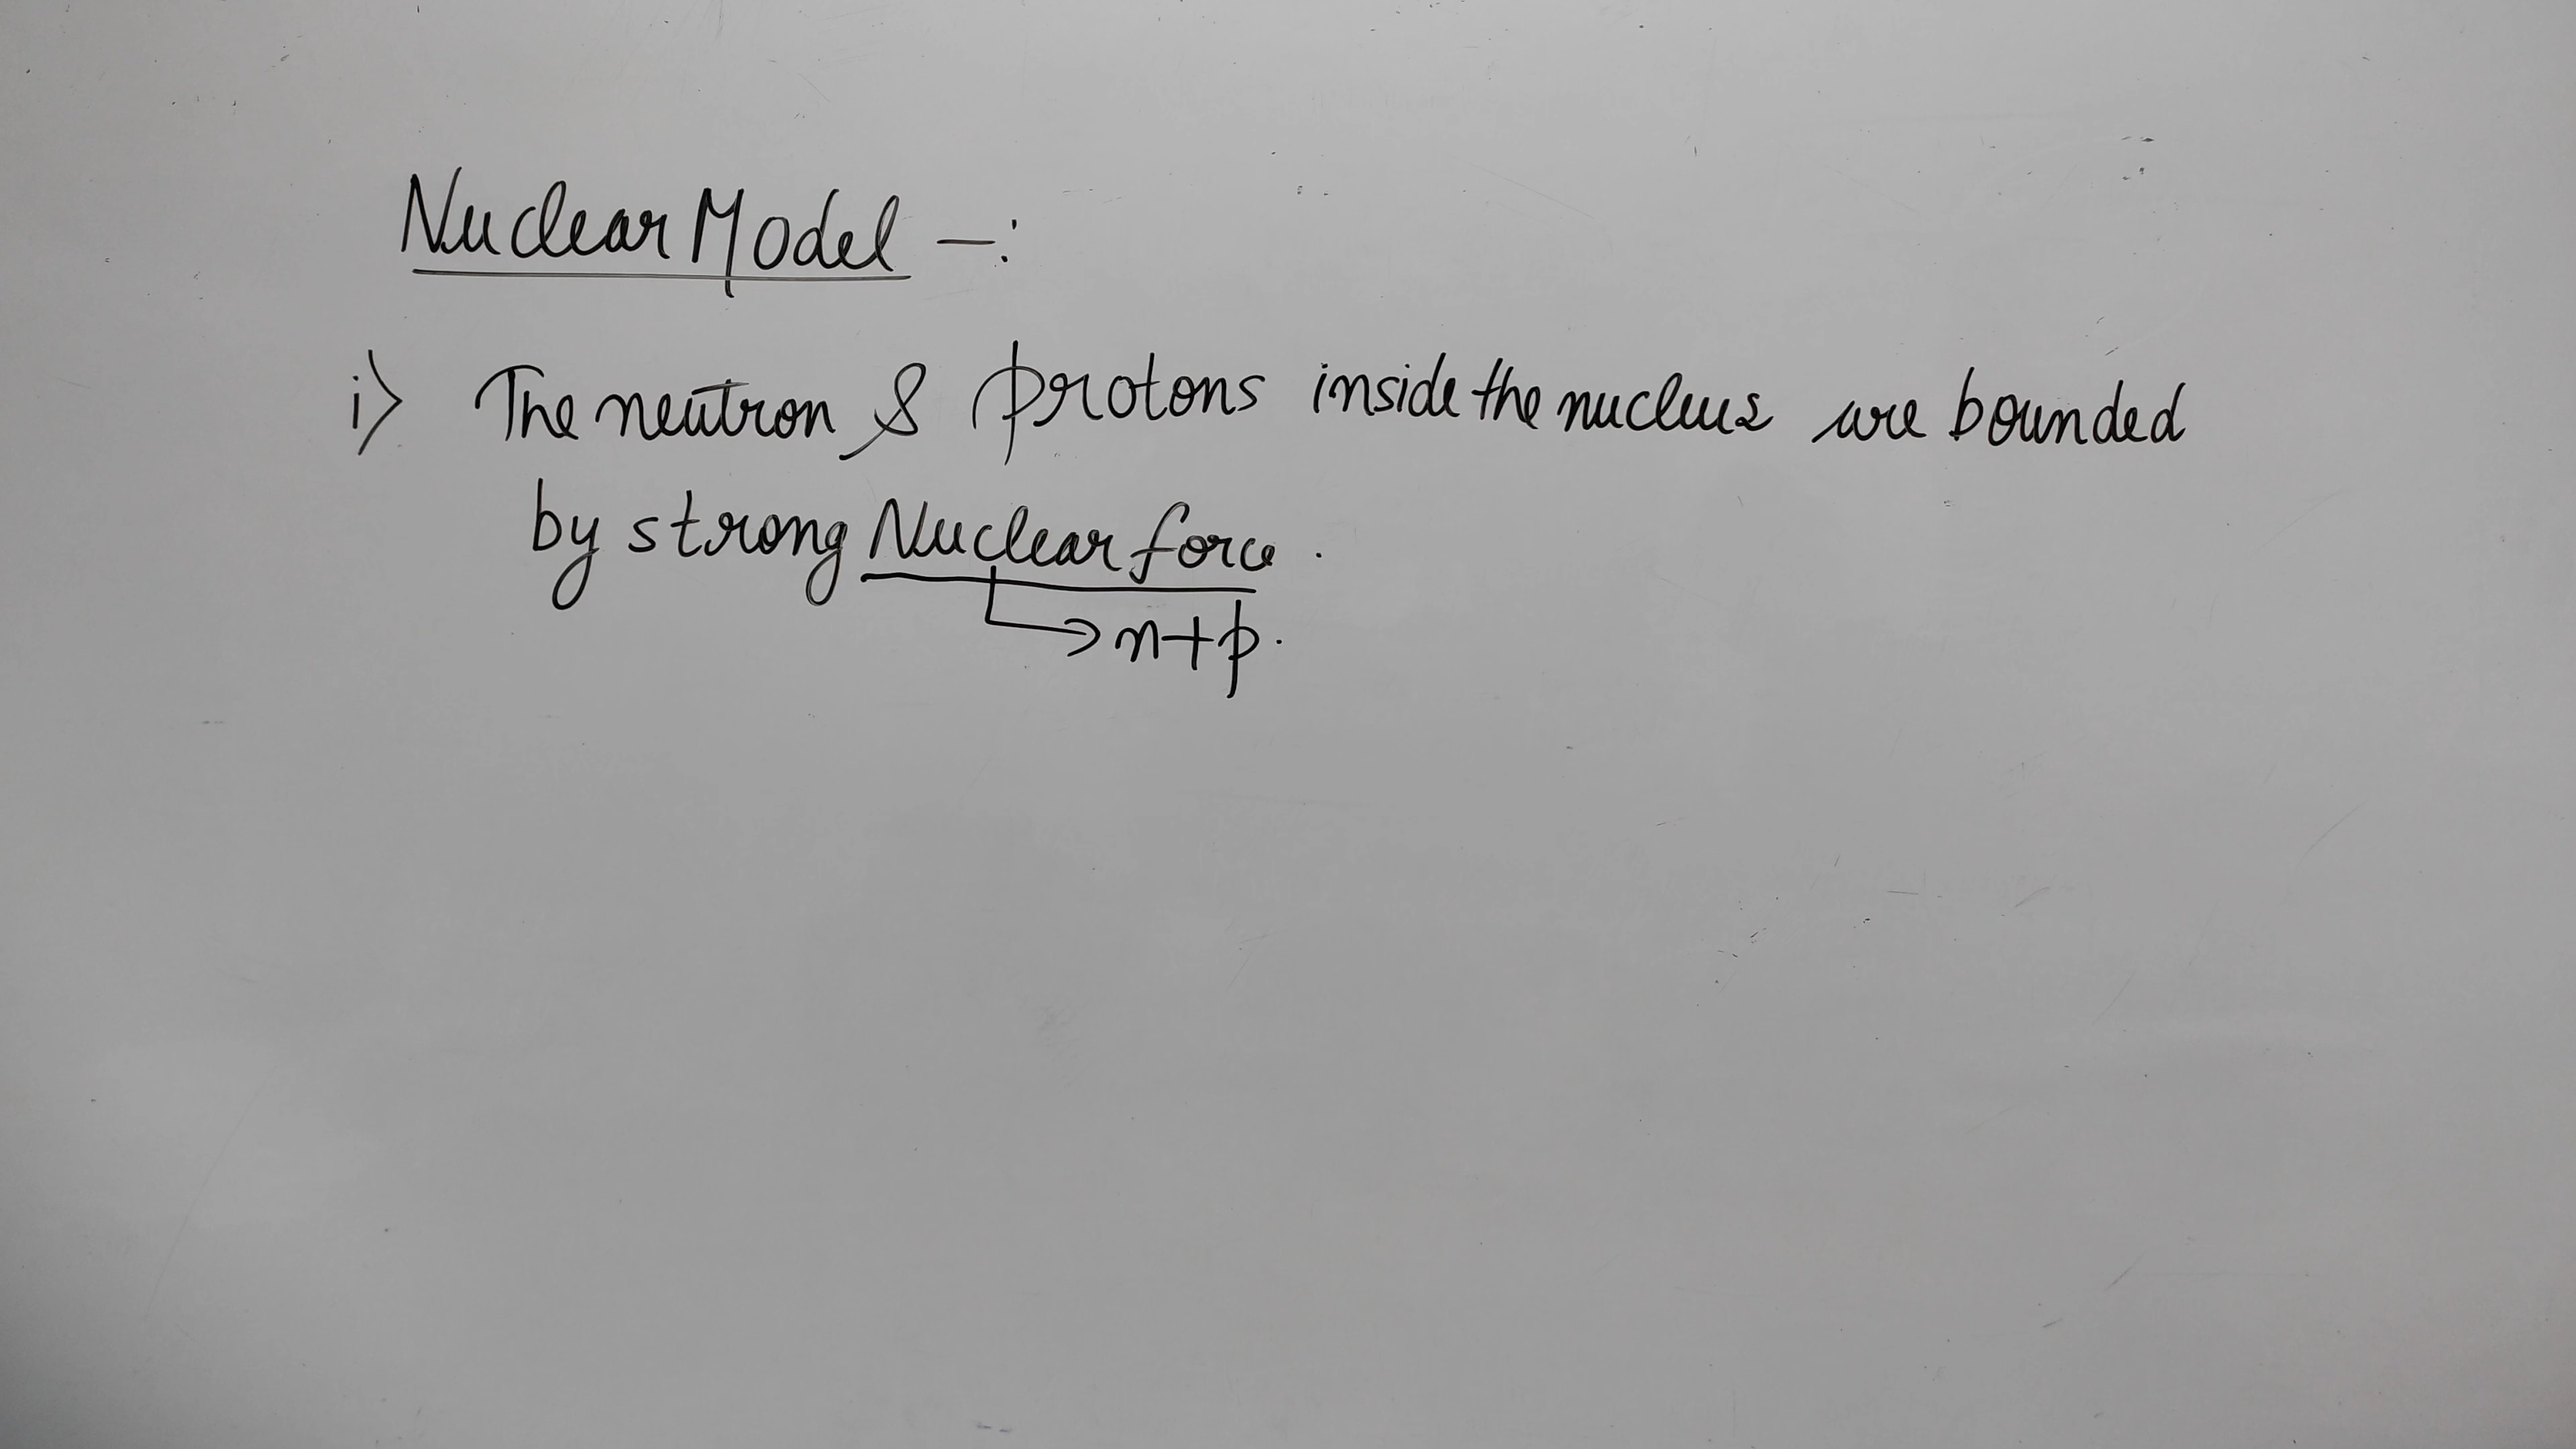 Nuclear Model -:
i) The neutron & protons inside the nucleus are bounded
by strong Nuclear force.
→ n+p.